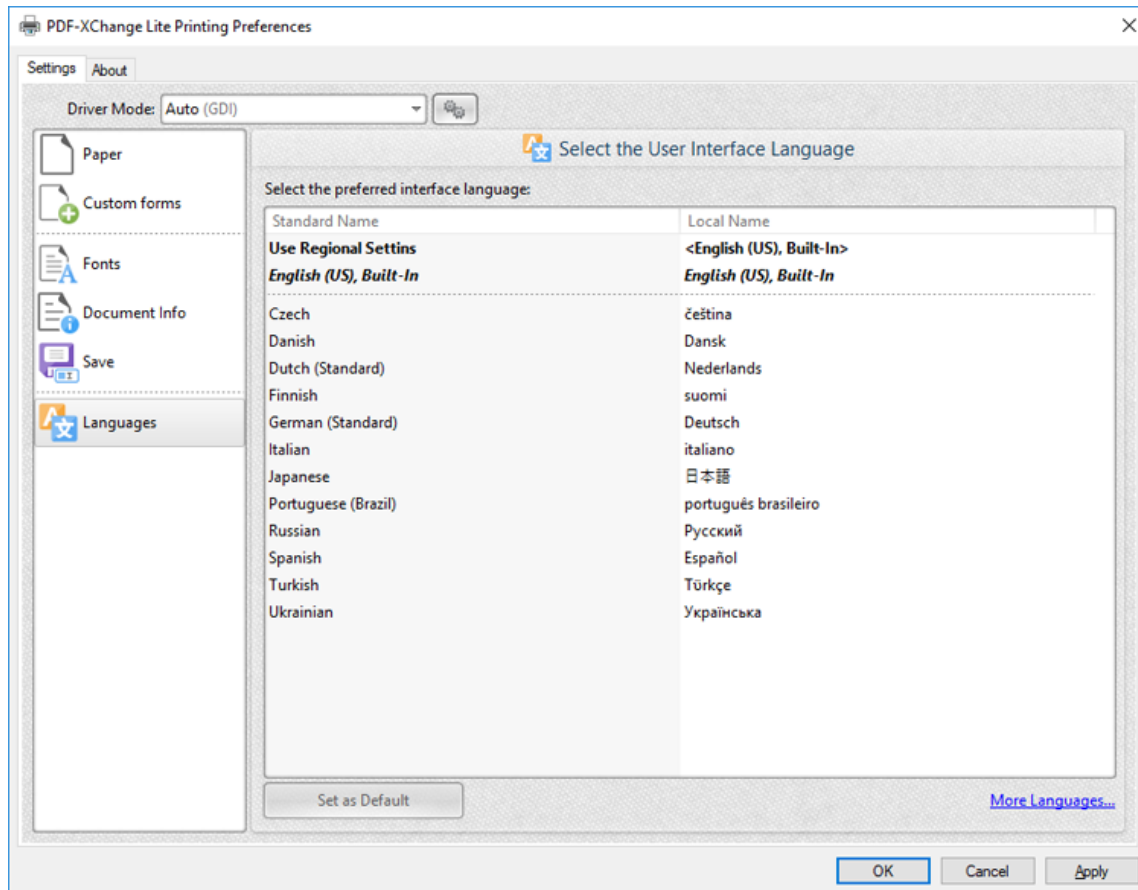 PDF-XChange Lite Printing Preferences
Settings About
Driver Mode: Auto (GDI)
Paper
Custom forms
Fonts
Document Info
Save
Languages
Select the User Interface Language
Select the preferred interface language:
Standard Name Local Name
Use Regional Settins <English (US), Built-In>
English (US), Built-In English (US), Built-In
Czech čeština
Danish Dansk
Dutch (Standard) Nederlands
Finnish suomi
German (Standard) Deutsch
Italian italiano
Japanese 日本語
Portuguese (Brazil) português brasileiro
Russian Русский
Spanish Español
Turkish Türkçe
Ukrainian Українська
Set as Default More Languages...
OK Cancel Apply